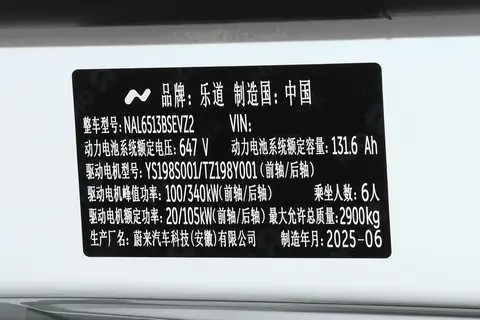 品牌：乐道 制造国：中国
整车型号：NAL6513BSEVZ2 VIN：
动力电池系统额定电压：647 V 动力电池系统额定容量：131.6 Ah
驱动电机型号：YS198S001/TZ198Y001(前轴/后轴)
驱动电机峰值功率：100/340kW(前轴/后轴) 乘坐人数：6人
驱动电机额定功率：20/105kW(前轴/后轴) 最大允许总质量：2900kg
生产厂名：蔚来汽车科技(安徽)有限公司 制造年月：2025-06